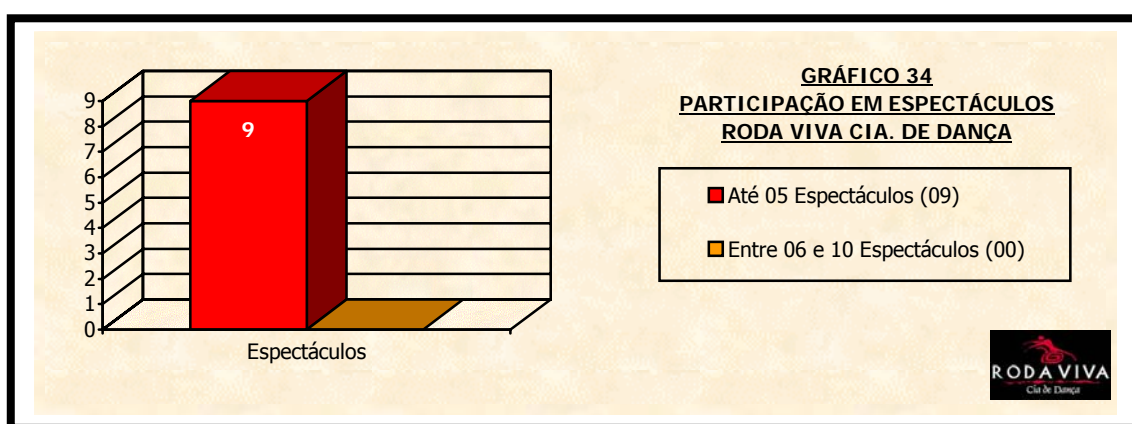 9
8
7
6
5
4
3
2
1
0
9
Espectáculos
GRÁFICO 34
PARTICIPAÇÃO EM ESPECTÁCULOS
RODA VIVA CIA. DE DANÇA
Até 05 Espectáculos (09)
Entre 06 e 10 Espectáculos (00)
RODA VIVA
Cia de Dança